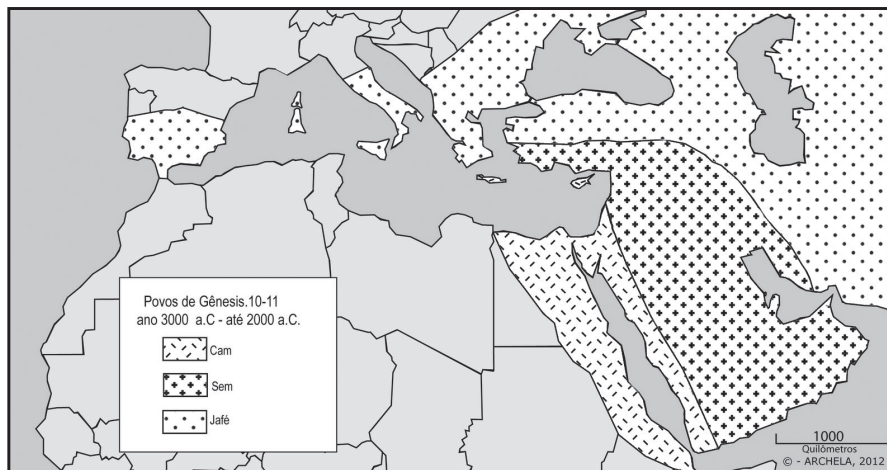 Povos de Gênesis.10-11
ano 3000 a.C - até 2000 a.C.
Cam
Sem
Jafé
1000
Quilômetros
© - ARCHELA, 2012